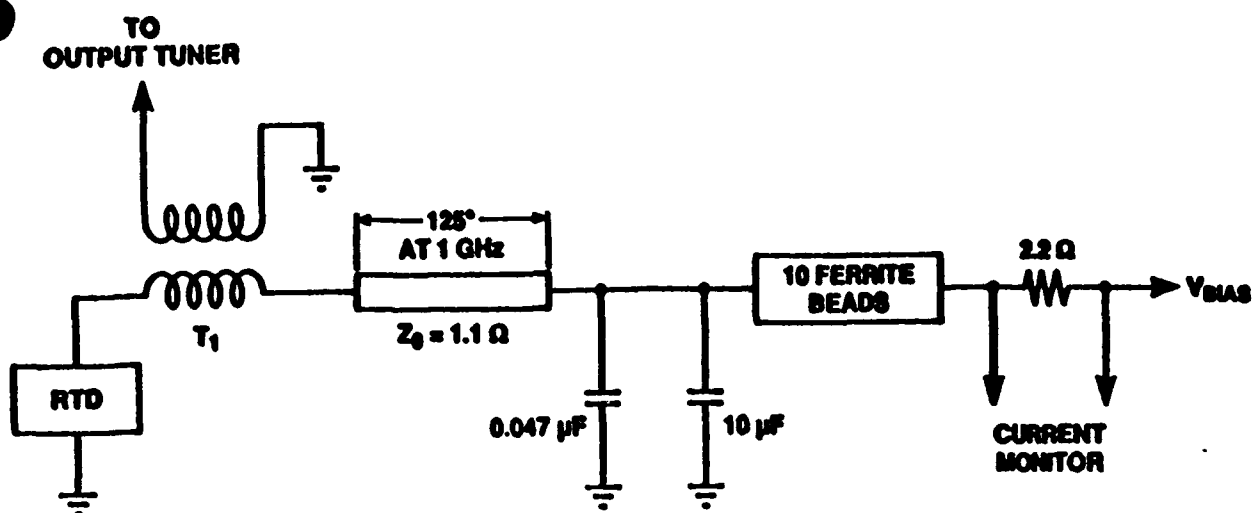 TO
OUTPUT TUNER
125°
AT 1 GHz
10 FERRITE
BEADS
2.2 Ω
V_BIAS
T₁
Z₀ = 1.1 Ω
RTD
0.047 µF
10 µF
CURRENT
MONITOR